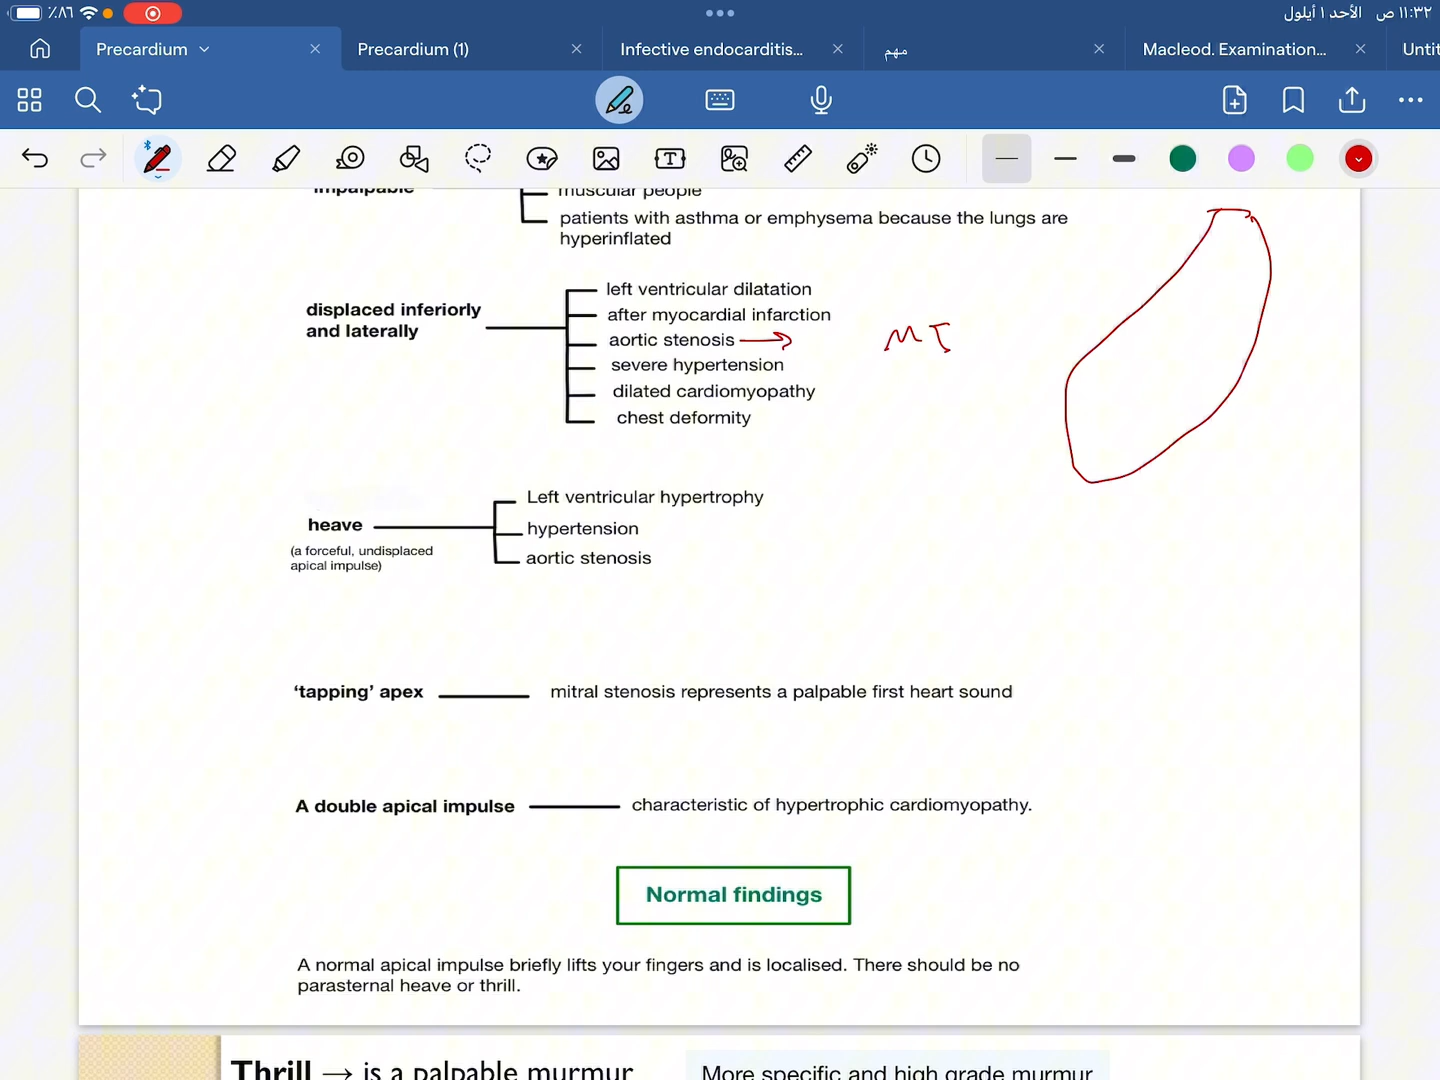 ٪٨٦
١١:٣٢ ص الأحد ١ أيلول
Precardium
Precardium (1)
Infective endocarditis...
مهم
Macleod. Examination...
Untit
impalpable
muscular people
patients with asthma or emphysema because the lungs are
hyperinflated
displaced inferiorly
and laterally
left ventricular dilatation
after myocardial infarction
aortic stenosis
severe hypertension
dilated cardiomyopathy
chest deformity
heave
(a forceful, undisplaced
apical impulse)
Left ventricular hypertrophy
hypertension
aortic stenosis
‘tapping’ apex
mitral stenosis represents a palpable first heart sound
A double apical impulse
characteristic of hypertrophic cardiomyopathy.
Normal findings
A normal apical impulse briefly lifts your fingers and is localised. There should be no
parasternal heave or thrill.
Thrill → is a palpable murmur
More specific and high grade murmur